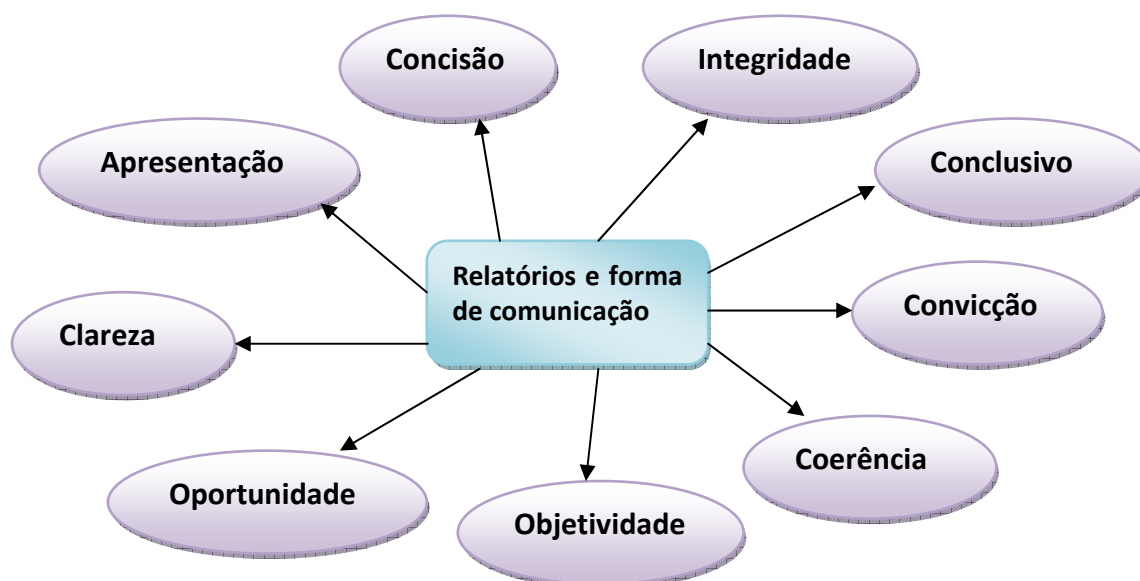 Concisão
Integridade
Apresentação
Conclusivo
Relatórios e forma
de comunicação
Convicção
Clareza
Coerência
Oportunidade
Objetividade